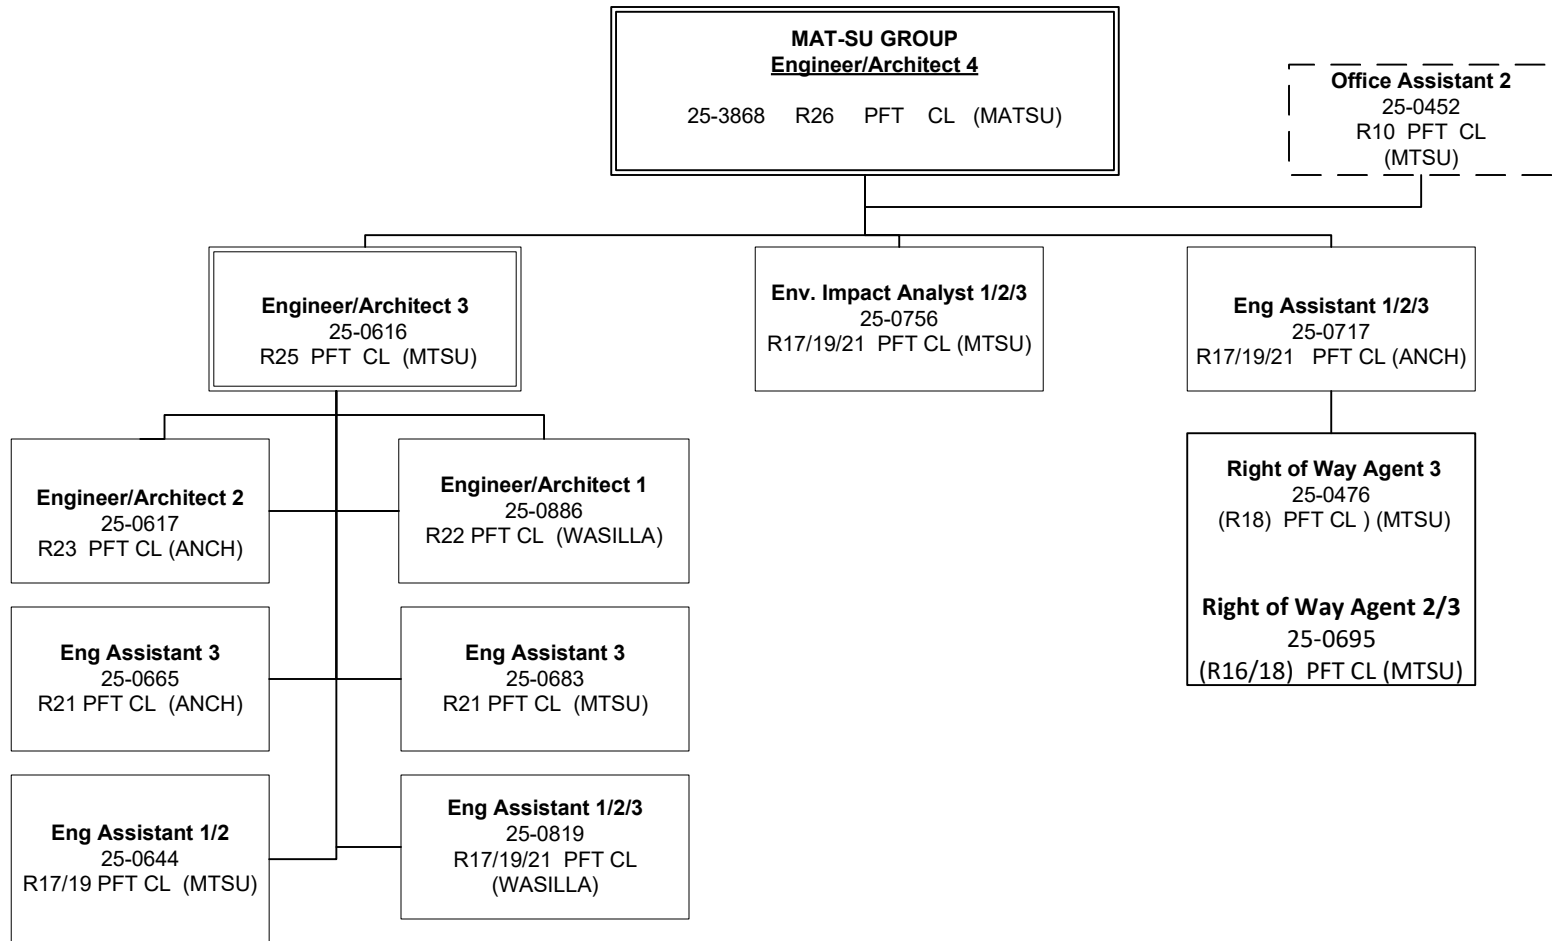 MAT-SU GROUP
Engineer/Architect 4
25-3868 R26 PFT CL (MATSU)
Office Assistant 2
25-0452
R10 PFT CL
(MTSU)
Engineer/Architect 3
25-0616
R25 PFT CL (MTSU)
Env. Impact Analyst 1/2/3
25-0756
R17/19/21 PFT CL (MTSU)
Eng Assistant 1/2/3
25-0717
R17/19/21 PFT CL (ANCH)
Engineer/Architect 2
25-0617
R23 PFT CL (ANCH)
Engineer/Architect 1
25-0886
R22 PFT CL (WASILLA)
Right of Way Agent 3
25-0476
(R18) PFT CL ) (MTSU)
Right of Way Agent 2/3
25-0695
(R16/18) PFT CL (MTSU)
Eng Assistant 3
25-0665
R21 PFT CL (ANCH)
Eng Assistant 3
25-0683
R21 PFT CL (MTSU)
Eng Assistant 1/2
25-0644
R17/19 PFT CL (MTSU)
Eng Assistant 1/2/3
25-0819
R17/19/21 PFT CL
(WASILLA)